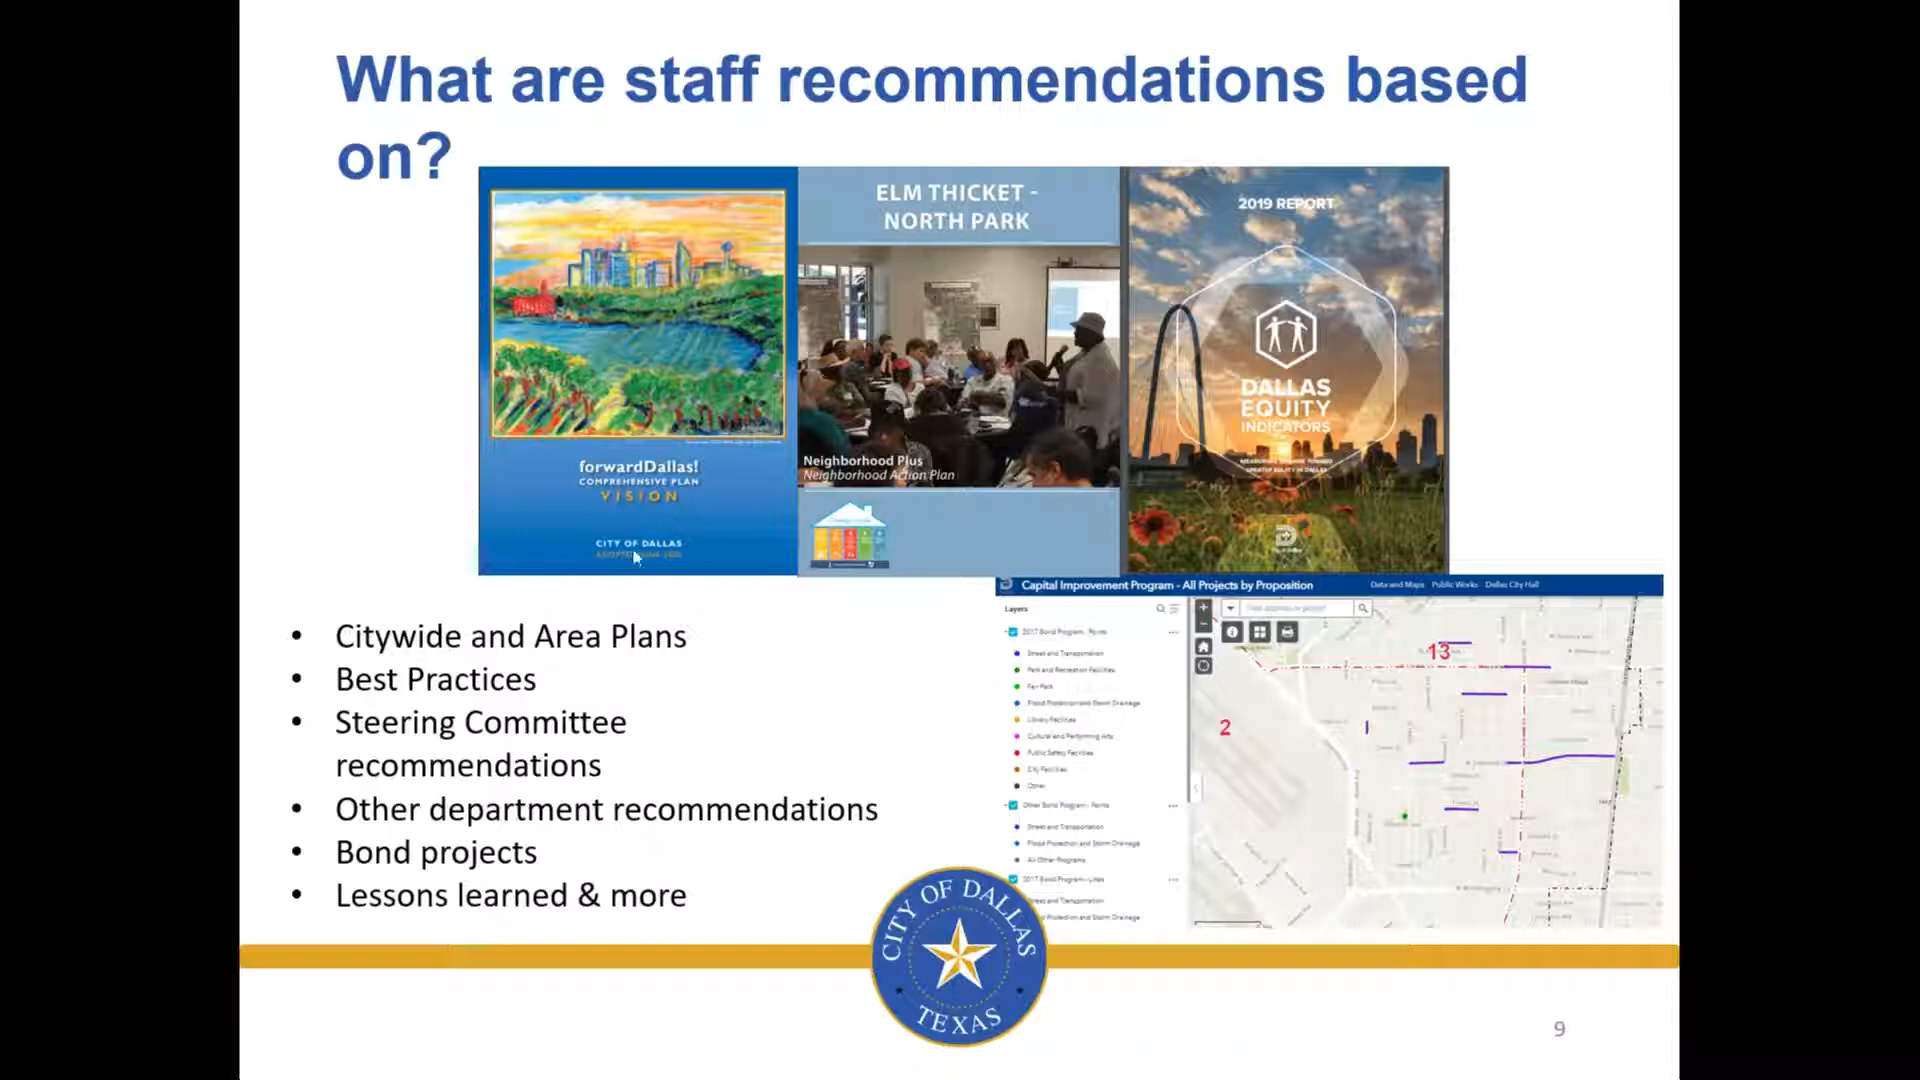 What are staff recommendations based
on?
forwardDallas!
COMPREHENSIVE PLAN
VISION
CITY OF DALLAS
ELM THICKET -
NORTH PARK
Neighborhood Plus
Neighborhood Action Plan
2019 REPORT
DALLAS
EQUITY
INDICATORS
• Citywide and Area Plans
• Best Practices
• Steering Committee
recommendations
• Other department recommendations
• Bond projects
• Lessons learned & more
Capital Improvement Program - All Projects by Proposition
Data and Maps Public Works Dallas City Hall
Layers
2017 Bond Program - Points
Street and Transportation
Park and Recreation Facilities
Fair Park
Flood Protection and Storm Drainage
Library Facilities
Cultural and Performing Arts
Public Safety Facilities
City Facilities
Other
Other Bond Program - Points
Street and Transportation
Flood Protection and Storm Drainage
All Other Programs
2017 Bond Program - Lines
Street and Transportation
Protection and Storm Drainage
13
2
CITY OF DALLAS
TEXAS
9